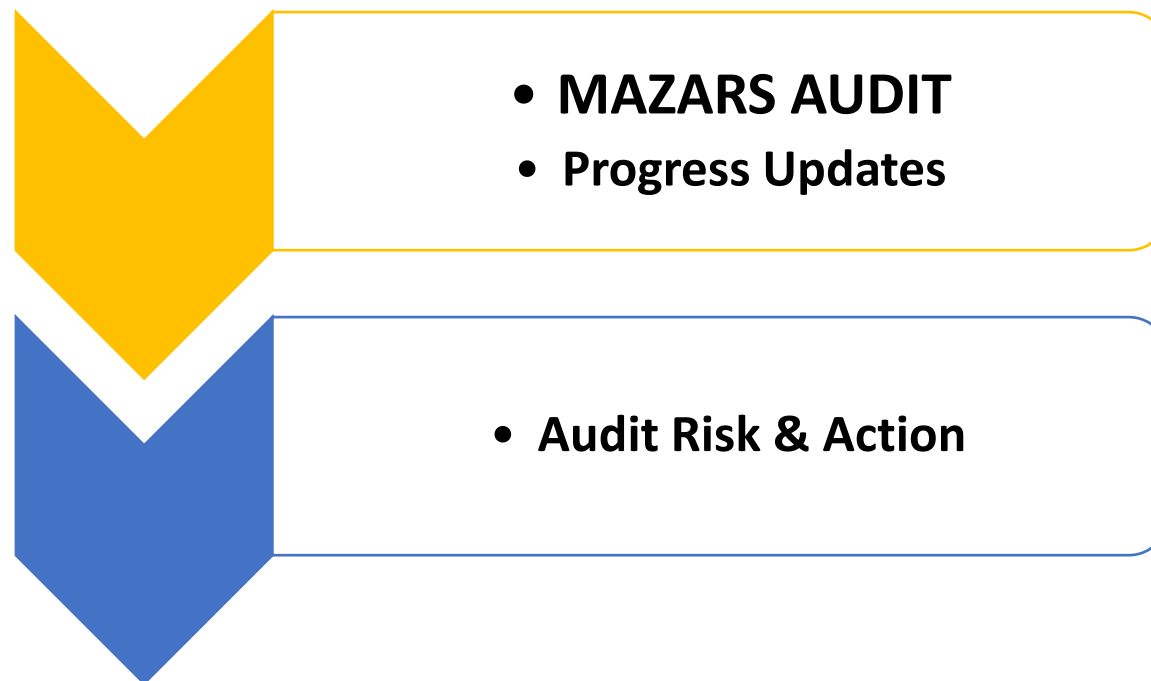 • MAZARS AUDIT
• Progress Updates
• Audit Risk & Action